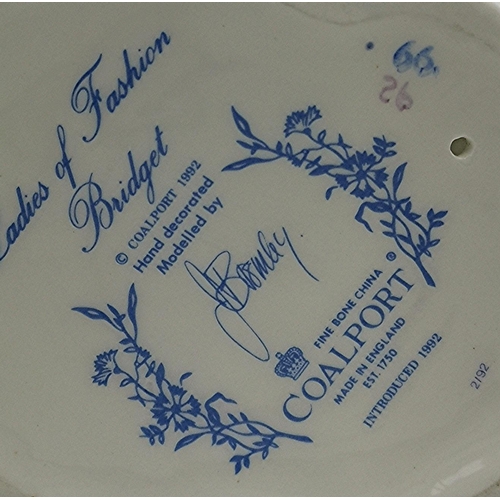 Ladies of Fashion
Bridget
© COALPORT 1992
Hand decorated
Modelled by
J Bromley.
FINE BONE CHINA
COALPORT®
MADE IN ENGLAND
EST. 1750
INTRODUCED 1992
2/92
66.
26